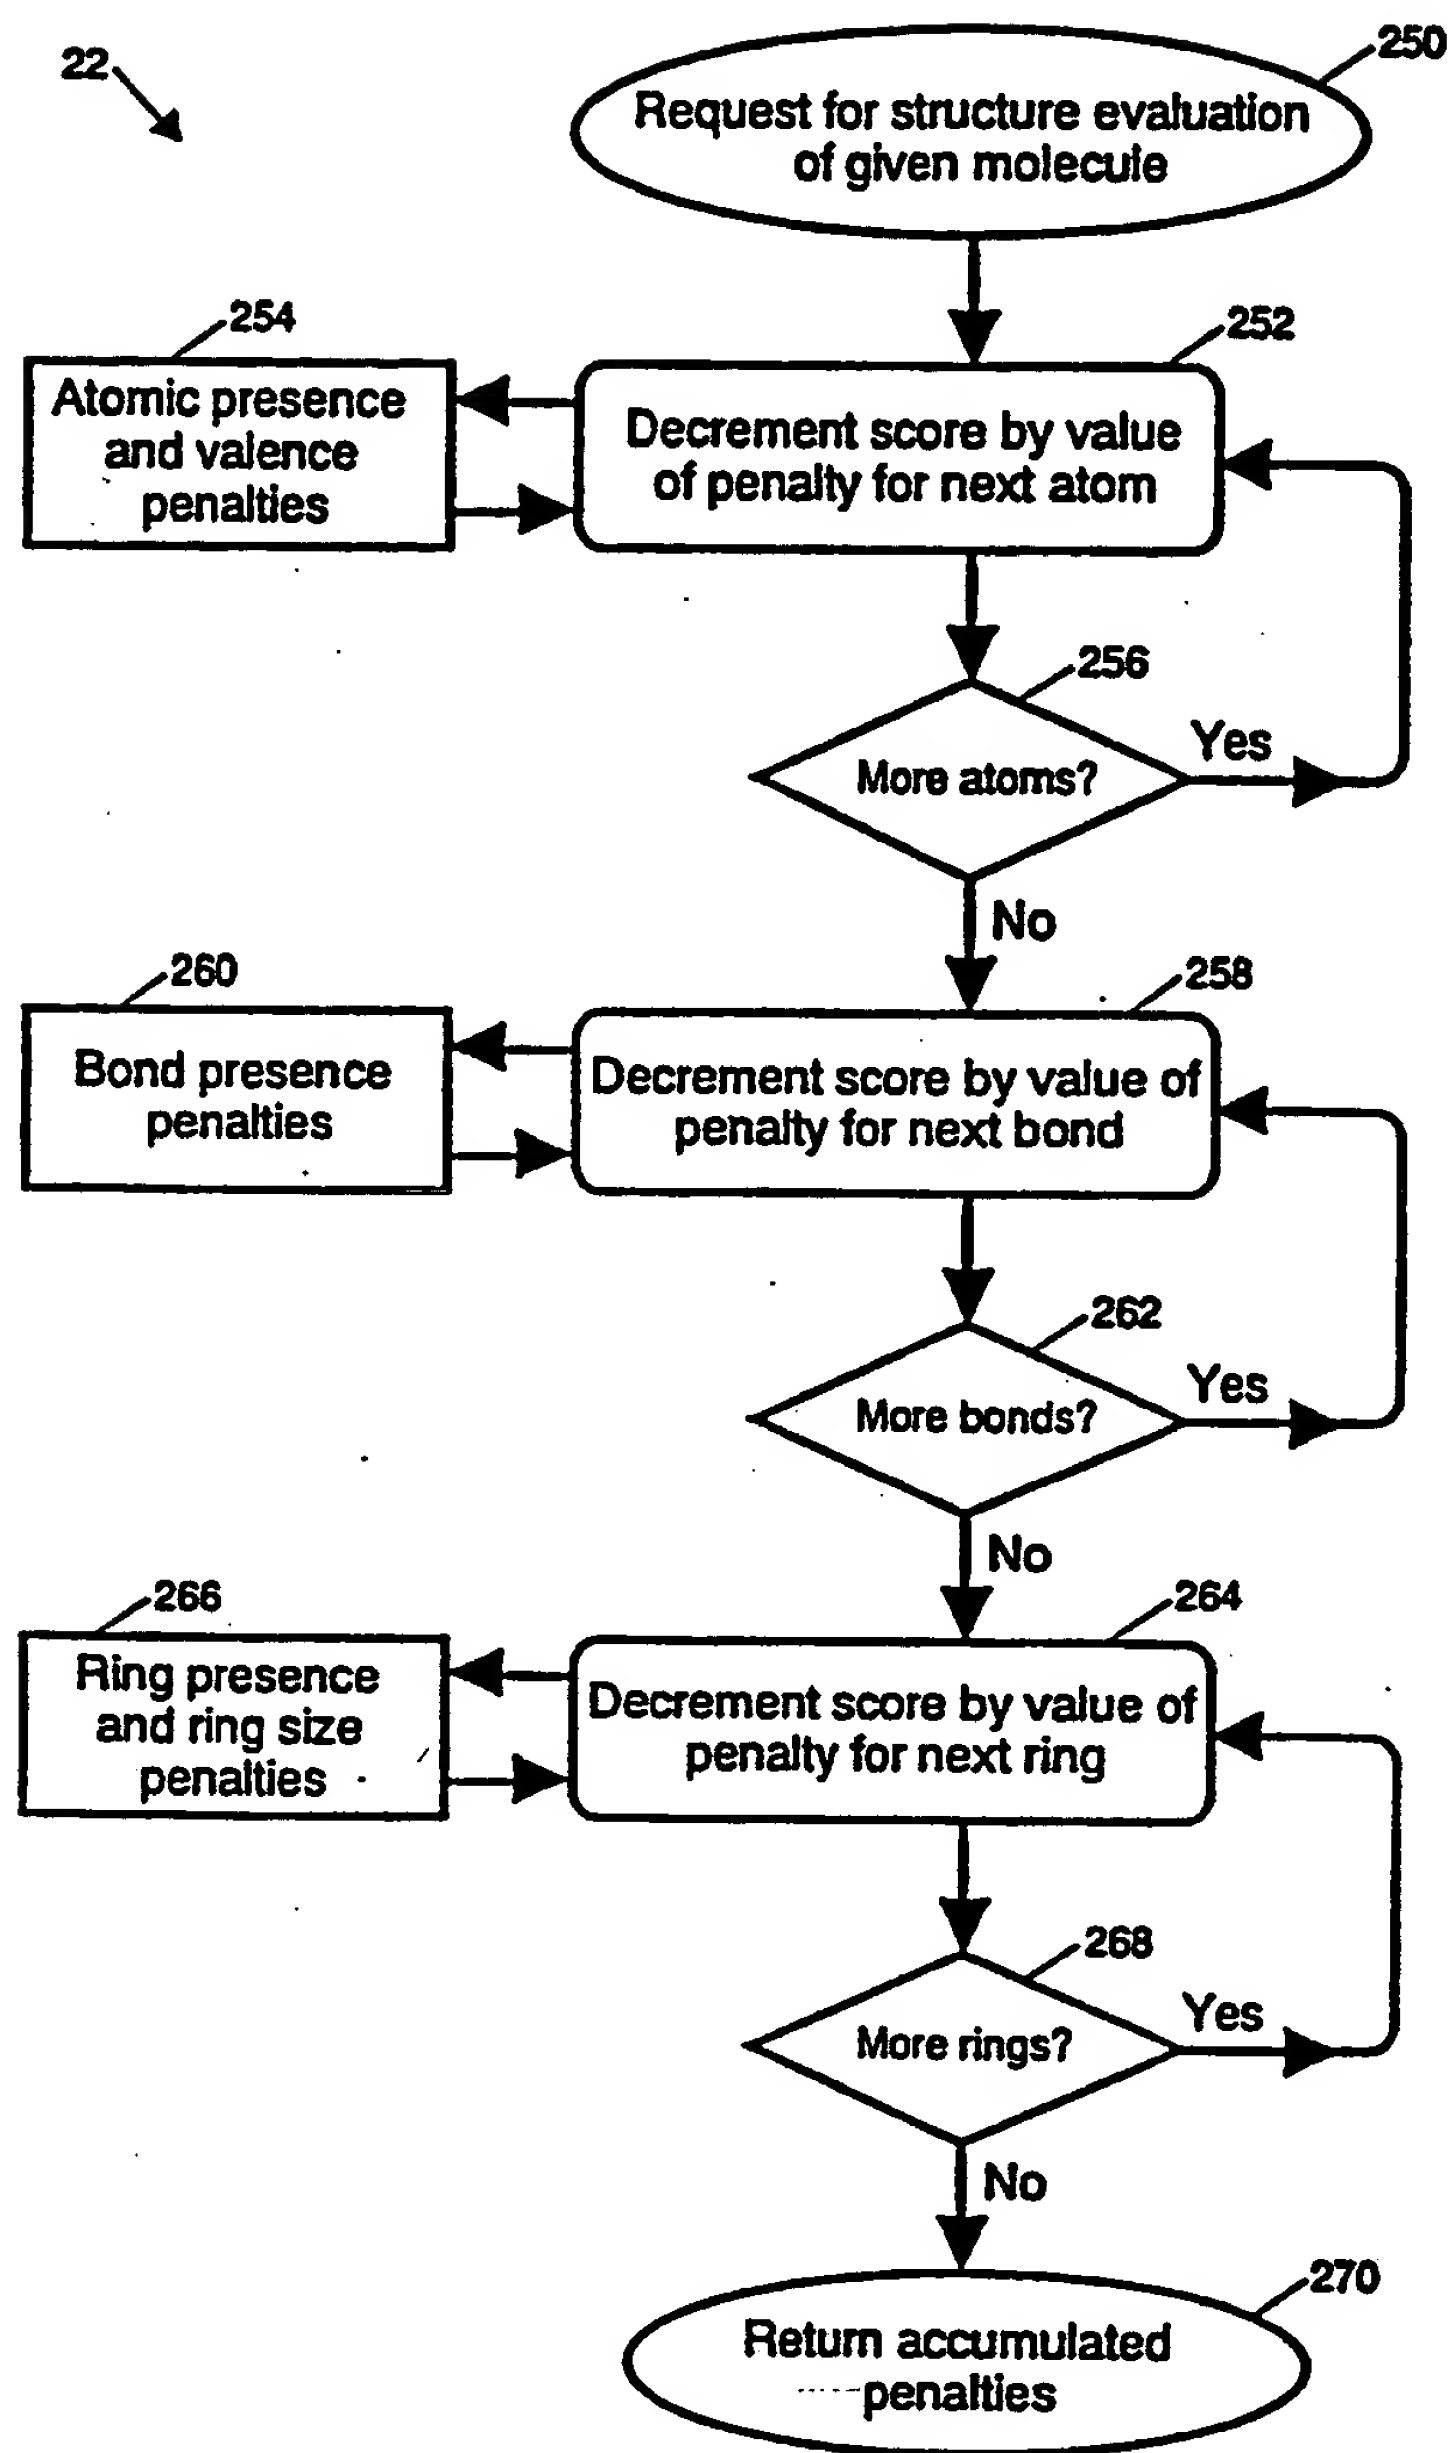 22
250
Request for structure evaluation
of given molecule
254
252
Atomic presence
and valence
penalties
Decrement score by value
of penalty for next atom
256
More atoms?
Yes
No
260
258
Bond presence
penalties
Decrement score by value of
penalty for next bond
262
More bonds?
Yes
No
266
264
Ring presence
and ring size
penalties
Decrement score by value of
penalty for next ring
268
More rings?
Yes
No
270
Return accumulated
penalties